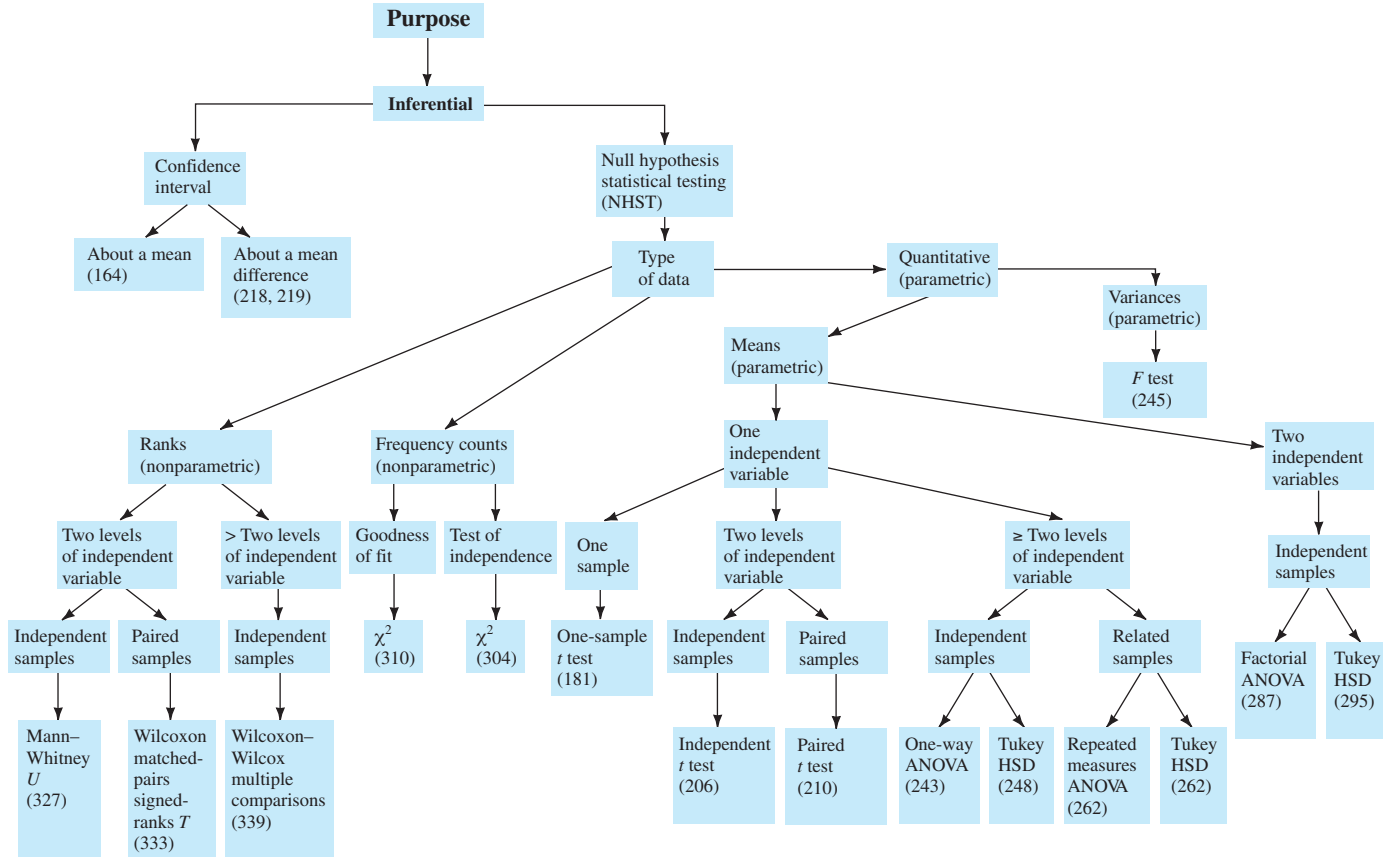 Purpose
Inferential
Confidence
interval
About a mean
(164)
About a mean
difference
(218, 219)
Null hypothesis
statistical testing
(NHST)
Type
of data
Quantitative
(parametric)
Variances
(parametric)
F test
(245)
Means
(parametric)
Ranks
(nonparametric)
Two levels
of independent
variable
Independent
samples
Mann–
Whitney
U
(327)
Paired
samples
Wilcoxon
matched-
pairs
signed-
ranks T
(333)
> Two levels
of independent
variable
Independent
samples
Wilcoxon–
Wilcox
multiple
comparisons
(339)
Frequency counts
(nonparametric)
Goodness
of fit
χ²
(310)
Test of
independence
χ²
(304)
One
independent
variable
One
sample
One-sample
t test
(181)
Two levels
of independent
variable
Independent
samples
Independent
t test
(206)
Paired
samples
Paired
t test
(210)
≥ Two levels
of independent
variable
Independent
samples
One-way
ANOVA
(243)
Tukey
HSD
(248)
Related
samples
Repeated
measures
ANOVA
(262)
Tukey
HSD
(262)
Two
independent
variables
Independent
samples
Factorial
ANOVA
(287)
Tukey
HSD
(295)